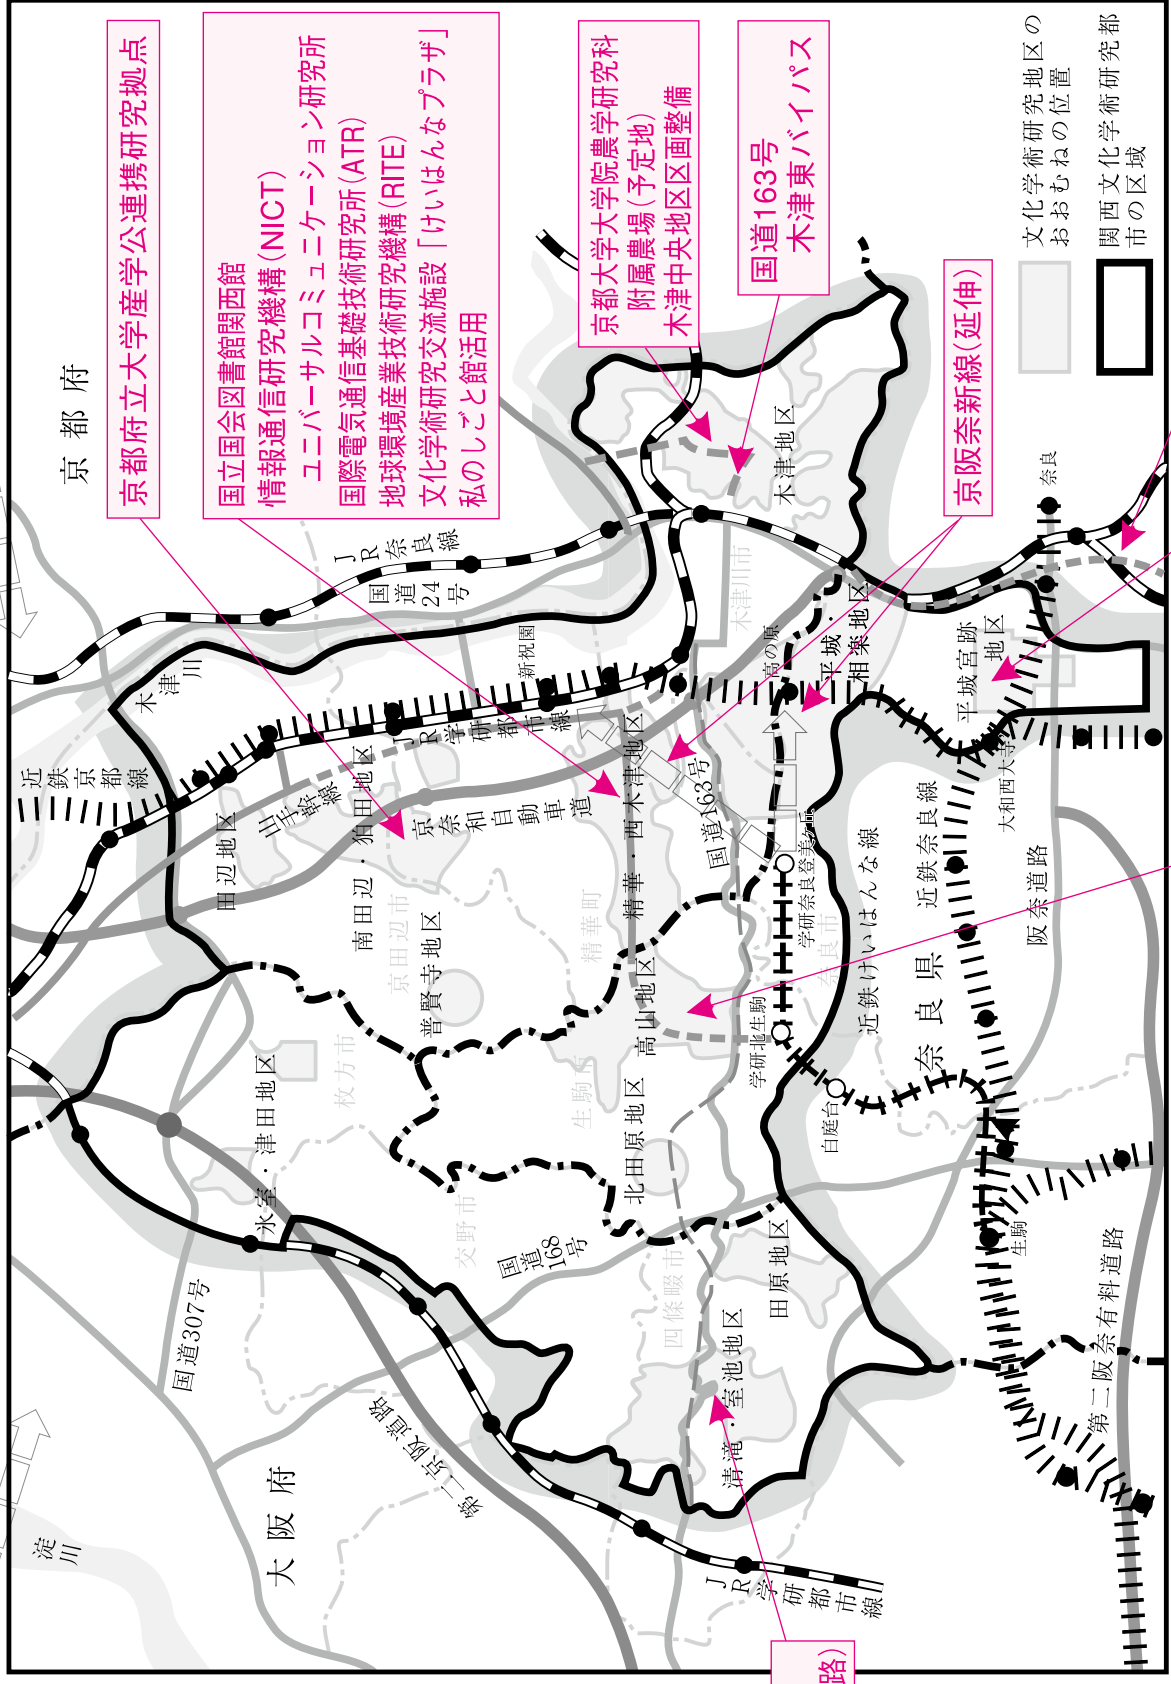 京都府立大学産学公連携研究拠点
国立国会図書館関西館
情報通信研究機構(NICT)
ユニバーサルコミュニケーション研究所
国際電気通信基礎技術研究所(ATR)
地球環境産業技術研究機構(RITE)
文化学術研究交流施設「けいはんなプラザ」
私のしごと館活用
京都大学大学院農学研究科
附属農場(予定地)
木津中央地区区画整備
国道163号
木津東バイパス
京阪奈新線(延伸)
文化学術研究地区の
おおむねの位置
関西文化学術研究都
市の区域
路)
京都府
大阪府
奈良県
淀川
木津川
近鉄京都線
JR奈良線
国道24号
JR学研都市線
山手幹線
京奈和自動車道
新祝園
田辺地区
南田辺・狛田地区
京田辺市
普賢寺地区
精華町
精華・西木津地区
国道163号
木津地区
木津川市
高の原
平城・
相楽地区
平城宮跡
地区
奈良
大和西大寺
近鉄奈良線
阪奈道路
近鉄けいはんな線
学研奈良登美ヶ丘
奈良市
学研北生駒
白庭台
高山地区
生駒市
北田原地区
枚方市
氷室・津田地区
交野市
国道168号
国道307号
第二京阪道路
四條畷市
田原地区
清滝・室池地区
生駒
第二阪奈有料道路
JR学研都市線